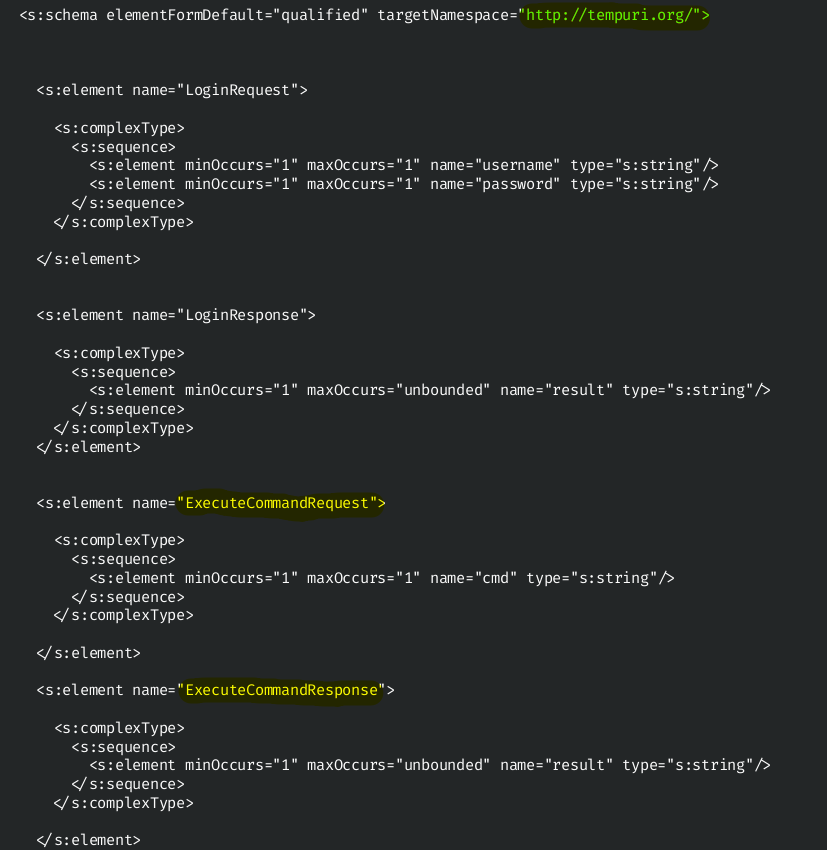 <s:schema elementFormDefault="qualified" targetNamespace="http://tempuri.org/">
<s:element name="LoginRequest">
<s:complexType>
<s:sequence>
<s:element minOccurs="1" maxOccurs="1" name="username" type="s:string"/>
<s:element minOccurs="1" maxOccurs="1" name="password" type="s:string"/>
</s:sequence>
</s:complexType>
</s:element>
<s:element name="LoginResponse">
<s:complexType>
<s:sequence>
<s:element minOccurs="1" maxOccurs="unbounded" name="result" type="s:string"/>
</s:sequence>
</s:complexType>
</s:element>
<s:element name="ExecuteCommandRequest">
<s:complexType>
<s:sequence>
<s:element minOccurs="1" maxOccurs="1" name="cmd" type="s:string"/>
</s:sequence>
</s:complexType>
</s:element>
<s:element name="ExecuteCommandResponse">
<s:complexType>
<s:sequence>
<s:element minOccurs="1" maxOccurs="unbounded" name="result" type="s:string"/>
</s:sequence>
</s:complexType>
</s:element>